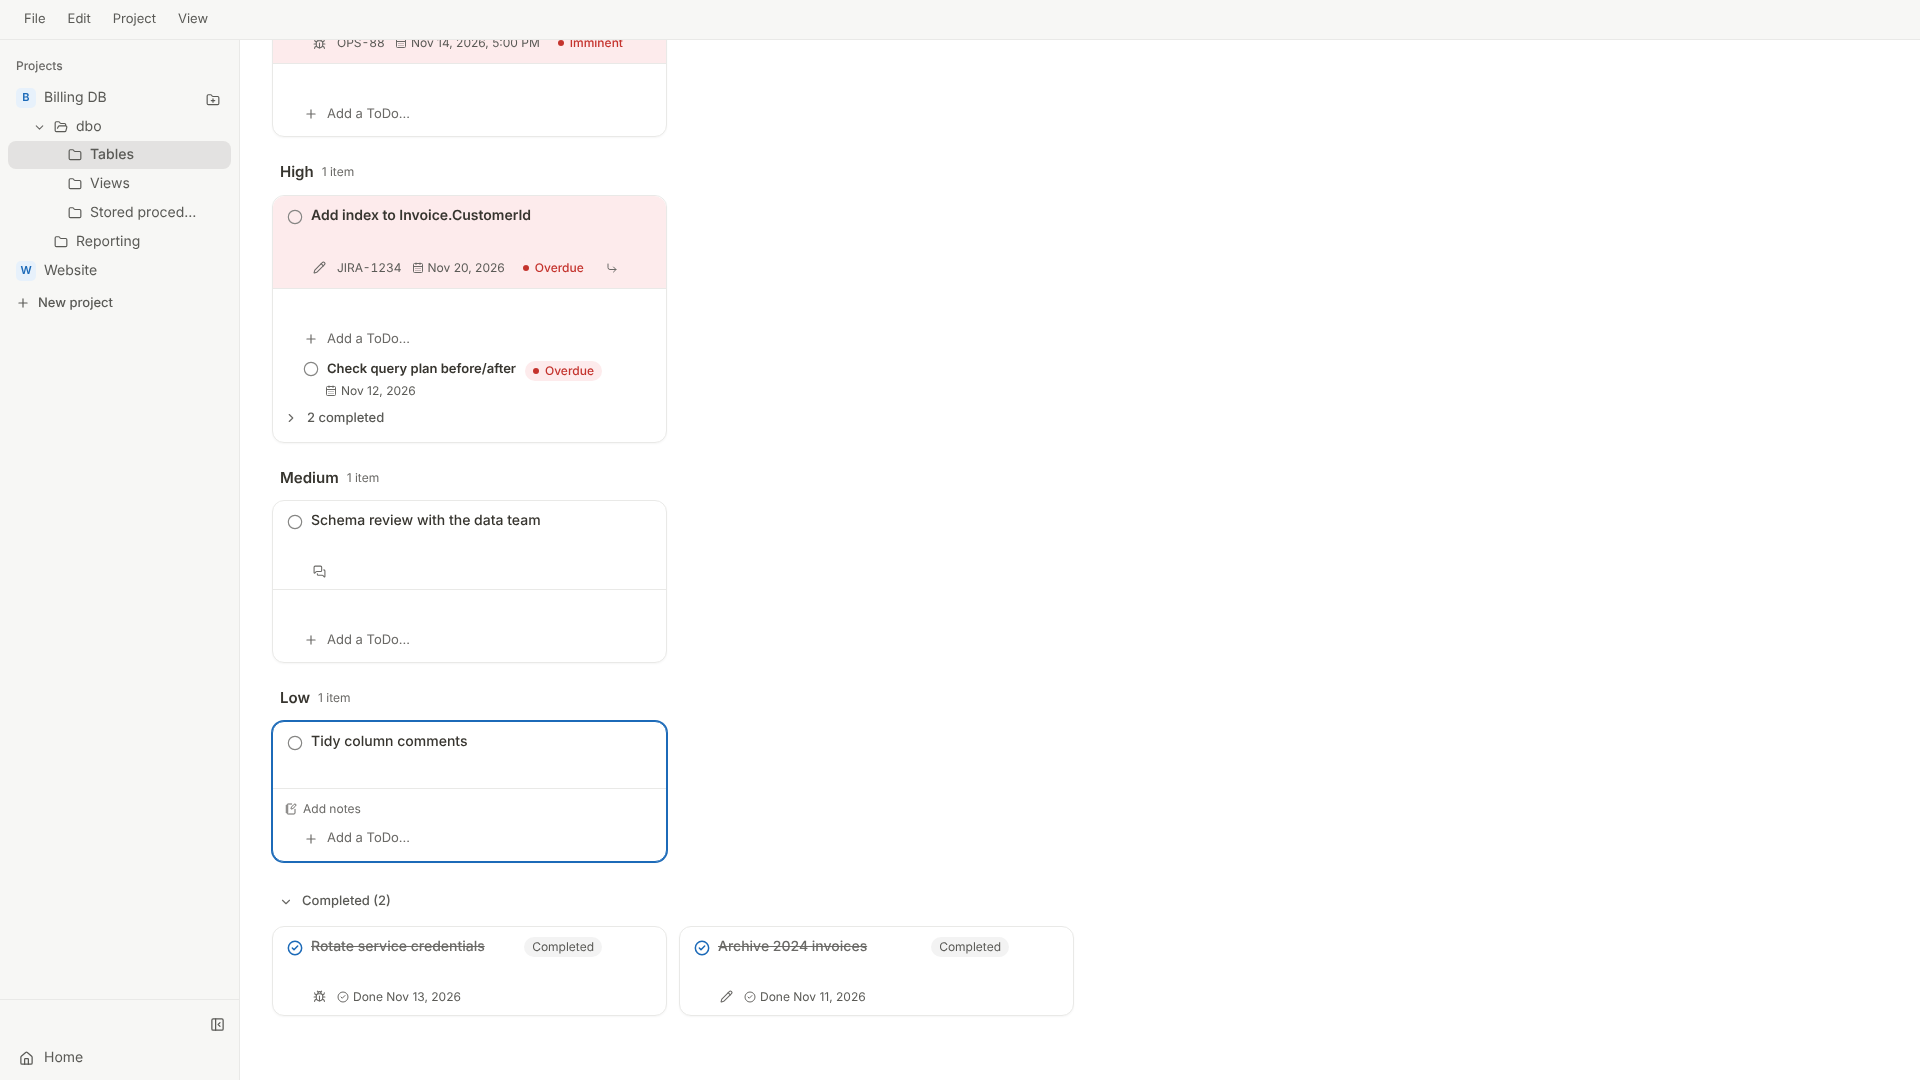 File Edit Project View
Projects
B Billing DB
dbo
Tables
Views
Stored proced...
Reporting
W Website
New project
Home
OPS-88 Nov 14, 2026, 5:00 PM Imminent
Add a ToDo...
High 1 item
Add index to Invoice.CustomerId
JIRA-1234 Nov 20, 2026 Overdue
Add a ToDo...
Check query plan before/after Overdue
Nov 12, 2026
2 completed
Medium 1 item
Schema review with the data team
Add a ToDo...
Low 1 item
Tidy column comments
Add notes
Add a ToDo...
Completed (2)
Rotate service credentials Completed
Done Nov 13, 2026
Archive 2024 invoices Completed
Done Nov 11, 2026